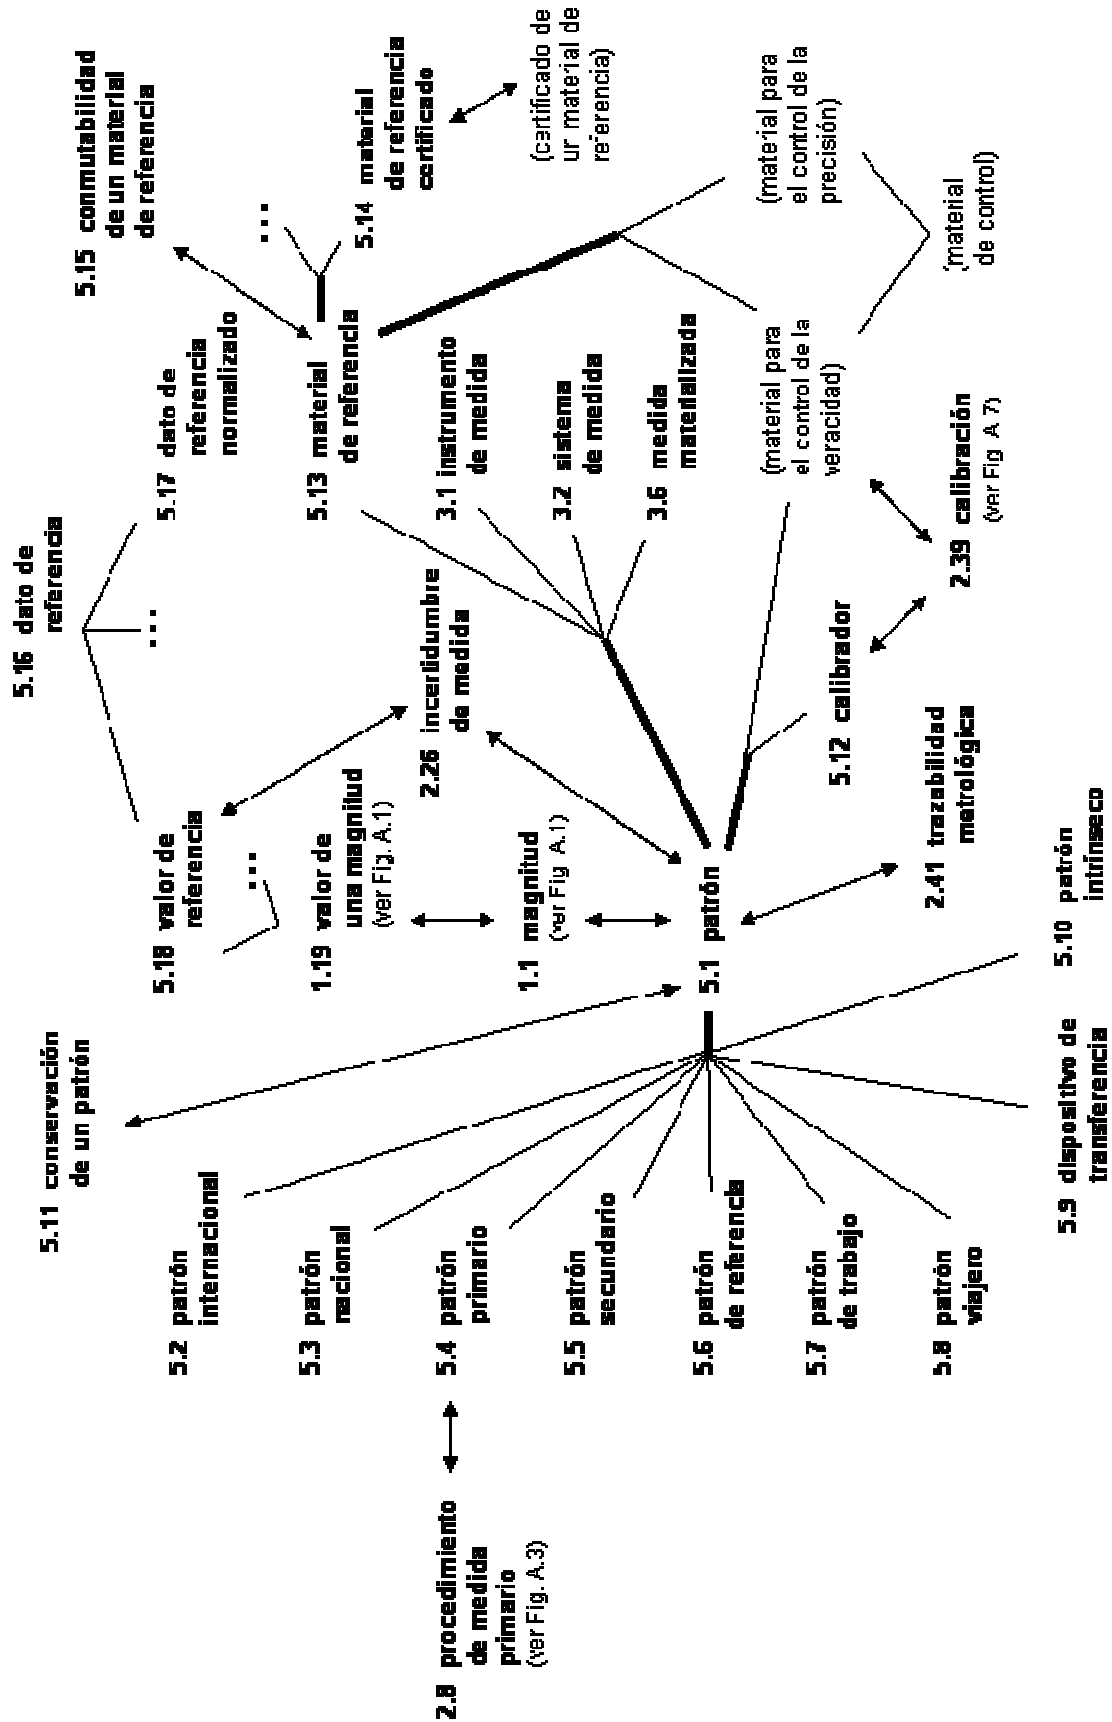 5.16 dato de
referencia
5.11 conservación
de un patrón
5.18 valor de
referencia
...
5.17 dato de
referencia
normalizado
5.15 conmutabilidad
de un material
de referencia
5.2 patrón
internacional
1.19 valor de
una magnitud
(ver Fig. A.1)
...
5.13 material
de referencia
...
5.14 material
de referencia
certificado
5.3 patrón
nacional
2.26 incertidumbre
de medida
3.1 instrumento
de medida
(certificado de
un material de
referencia)
2.8 procedimiento
de medida
primario
(ver Fig. A.3)
5.4 patrón
primario
1.1 magnitud
(ver Fig. A.1)
3.2 sistema
de medida
5.5 patrón
secundario
3.6 medida
materializada
5.6 patrón
de referencia
5.1 patrón
(material para
el control de la
veracidad)
(material para
el control de la
precisión)
5.7 patrón
de trabajo
5.12 calibrador
5.8 patrón
viajero
2.41 trazabilidad
metrológica
2.39 calibración
(ver Fig. A.7)
(material
de control)
5.9 dispositivo de
transferencia
5.10 patrón
intrínseco
...